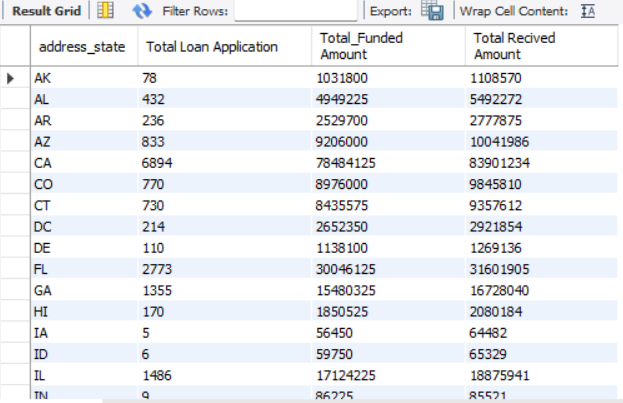 Result Grid Filter Rows: Export: Wrap Cell Content: IA
address_state Total Loan Application Total_Funded Amount Total Recived Amount
AK 78 1031800 1108570
AL 432 4949225 5492272
AR 236 2529700 2777875
AZ 833 9206000 10041986
CA 6894 78484125 83901234
CO 770 8976000 9845810
CT 730 8435575 9357612
DC 214 2652350 2921854
DE 110 1138100 1269136
FL 2773 30046125 31601905
GA 1355 15480325 16728040
HI 170 1850525 2080184
IA 5 56450 64482
ID 6 59750 65329
IL 1486 17124225 18875941
IN 9 86225 85521